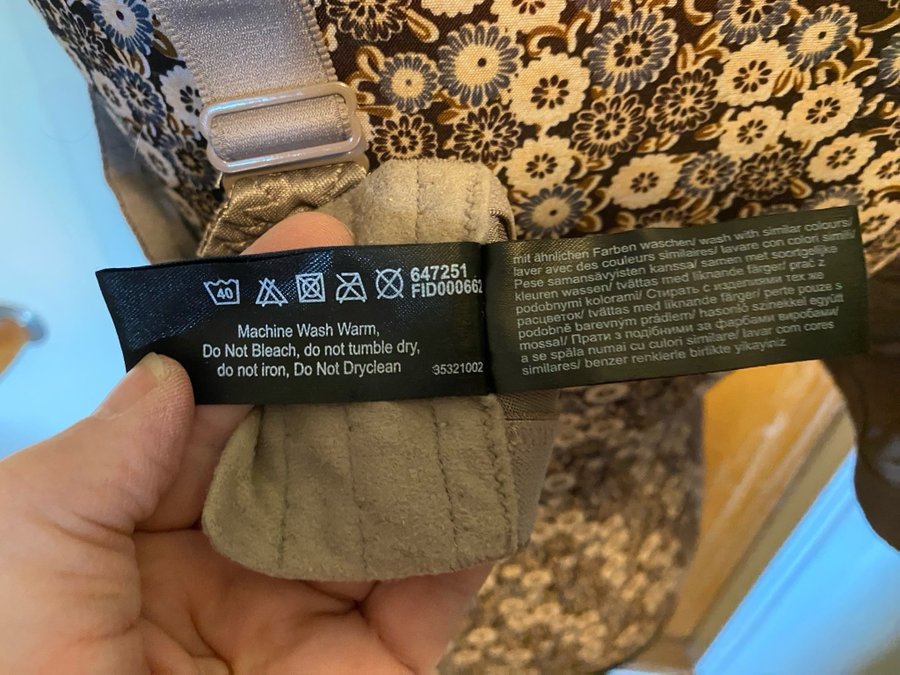 40
647251
FID000662
Machine Wash Warm,
Do Not Bleach, do not tumble dry,
do not iron, Do Not Dryclean
35321002
mit ähnlichen Farben waschen/ wash with similar colours/
laver avec des couleurs similaires/ lavare con colori simili/
Pese samansävyisten kanssa/ samen met soortgelijke
kleuren wassen/ tvättas med liknande färger/ prać z
podobnymi kolorami/ Стирать с изделиями тех же
расцветок/ tvättas med liknande färger/ perte pouze s
podobně barevným prádlem/ hasonló színekkel együtt
mossa!/ Прати з подібними за фарбами виробами/
a se spăla numai cu culori similare/ lavar com cores
similares/ benzer renklerle birlikte yikayiniz